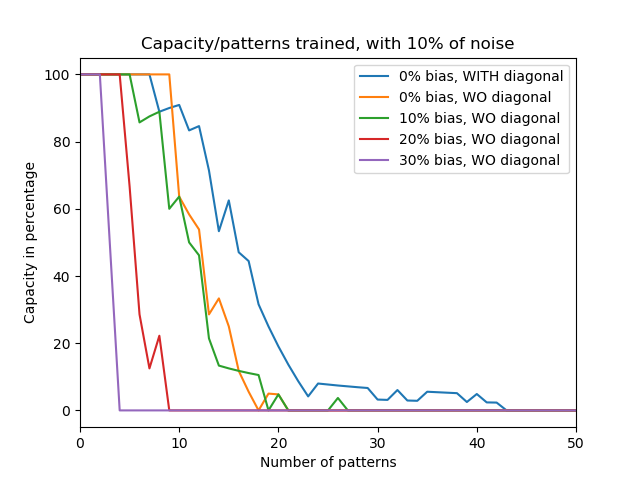 Capacity/patterns trained, with 10% of noise
0% bias, WITH diagonal
0% bias, WO diagonal
10% bias, WO diagonal
20% bias, WO diagonal
30% bias, WO diagonal
Capacity in percentage
100
80
60
40
20
0
0 10 20 30 40 50
Number of patterns